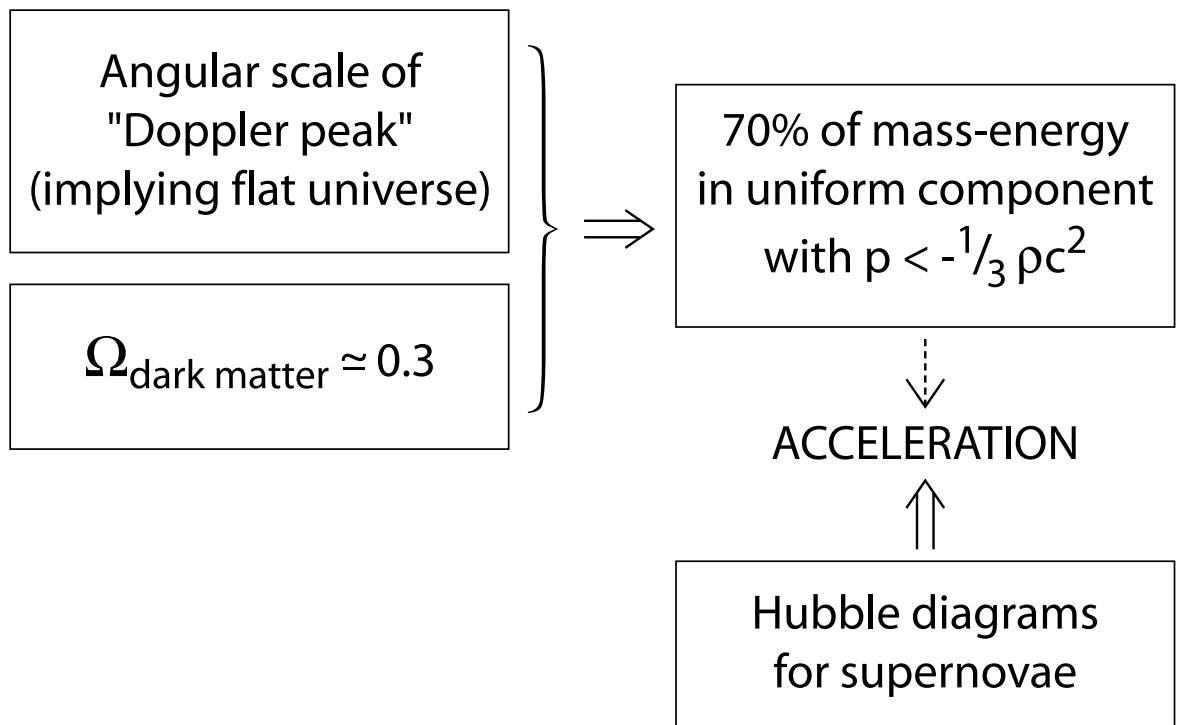 Angular scale of
"Doppler peak"
(implying flat universe)
Ωdark matter ≃ 0.3
70% of mass-energy
in uniform component
with p < -1/3 ρc²
ACCELERATION
Hubble diagrams
for supernovae